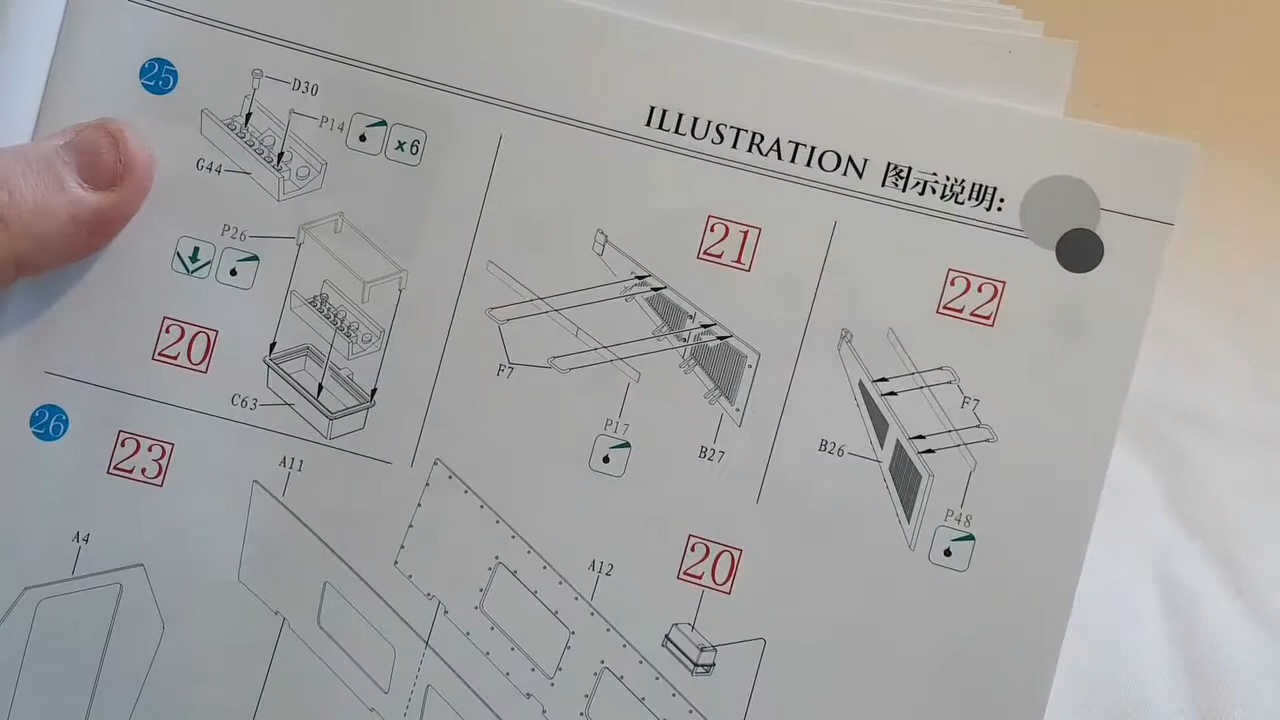 ILLUSTRATION 图示说明:
25
D30
P14
x6
G44
P26
20
C63
21
F7
P17
B27
22
F7
B26
P48
26
23
A11
A4
A12
20